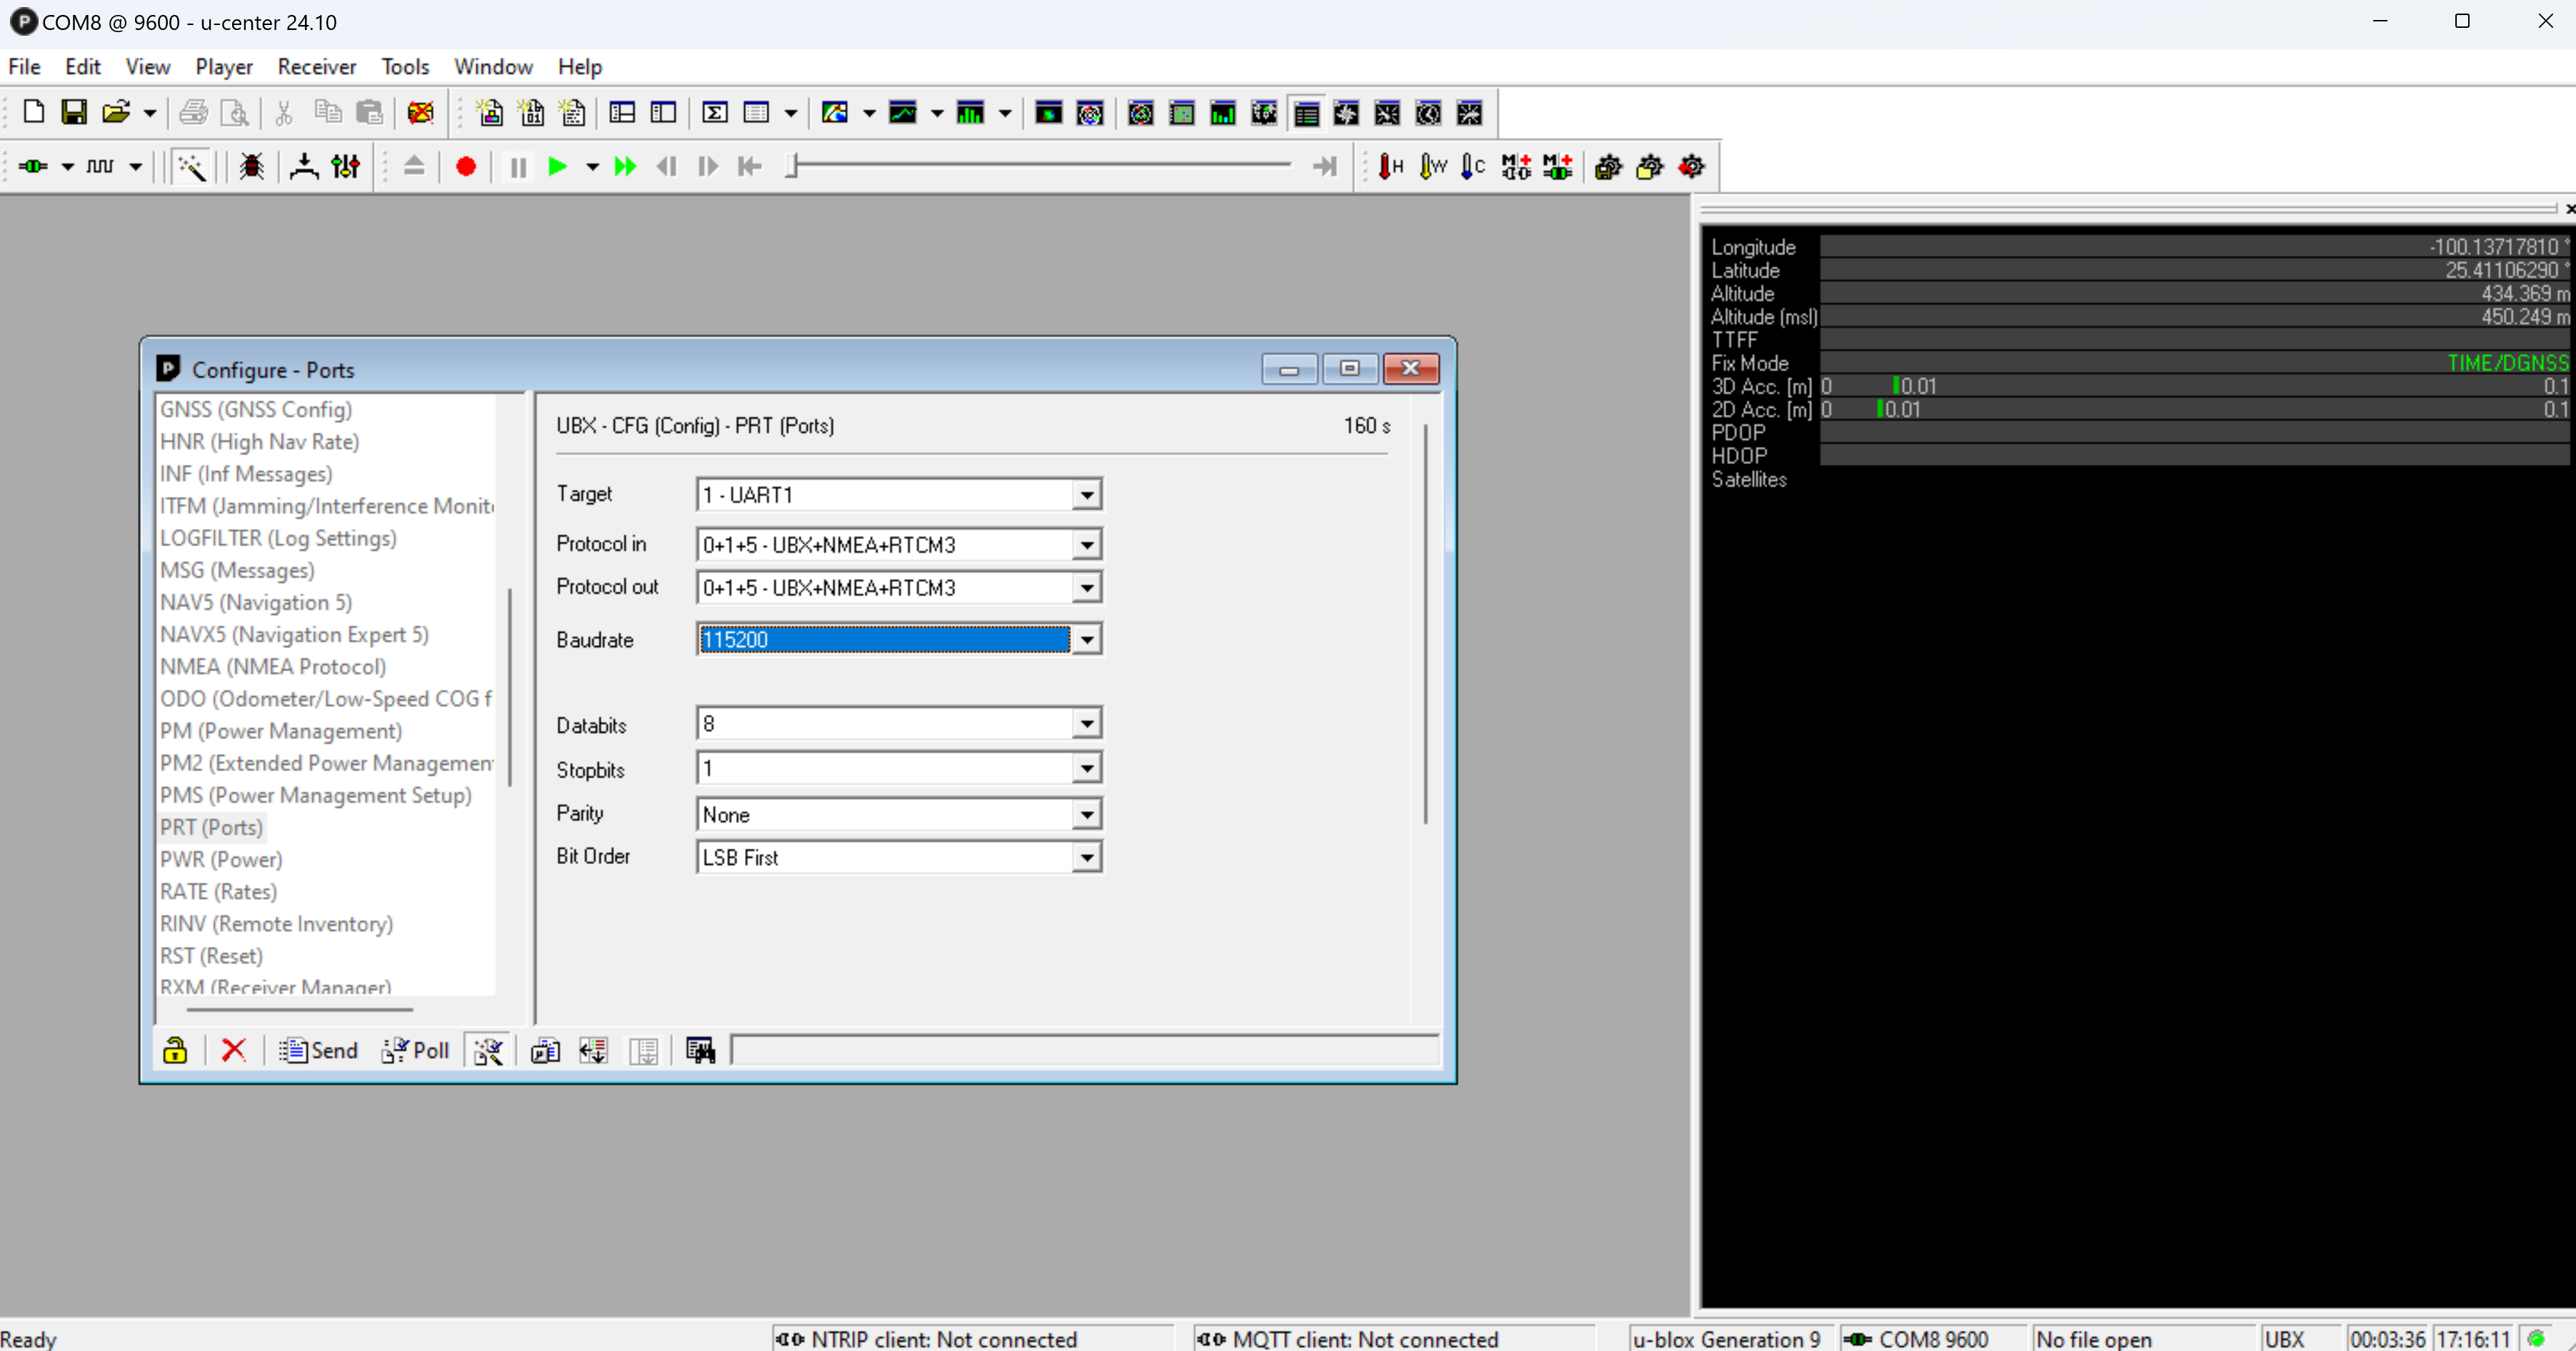 COM8 @ 9600 - u-center 24.10
File Edit View Player Receiver Tools Window Help
H W C
Longitude -100.13717810 °
Latitude 25.41106290 °
Altitude 434.369 m
Altitude (msl) 450.249 m
TTFF
Fix Mode TIME/DGNSS
3D Acc. [m] 0 0.01 0.1
2D Acc. [m] 0 0.01 0.1
PDOP
HDOP
Satellites
Configure - Ports
GNSS (GNSS Config)
HNR (High Nav Rate)
INF (Inf Messages)
ITFM (Jamming/Interference Monit
LOGFILTER (Log Settings)
MSG (Messages)
NAV5 (Navigation 5)
NAVX5 (Navigation Expert 5)
NMEA (NMEA Protocol)
ODO (Odometer/Low-Speed COG f
PM (Power Management)
PM2 (Extended Power Managemen
PMS (Power Management Setup)
PRT (Ports)
PWR (Power)
RATE (Rates)
RINV (Remote Inventory)
RST (Reset)
RXM (Receiver Manager)
UBX - CFG (Config) - PRT (Ports) 160 s
Target 1 - UART1
Protocol in 0+1+5 - UBX+NMEA+RTCM3
Protocol out 0+1+5 - UBX+NMEA+RTCM3
Baudrate 115200
Databits 8
Stopbits 1
Parity None
Bit Order LSB First
Send Poll
Ready NTRIP client: Not connected MQTT client: Not connected u-blox Generation 9 COM8 9600 No file open UBX 00:03:36 17:16:11